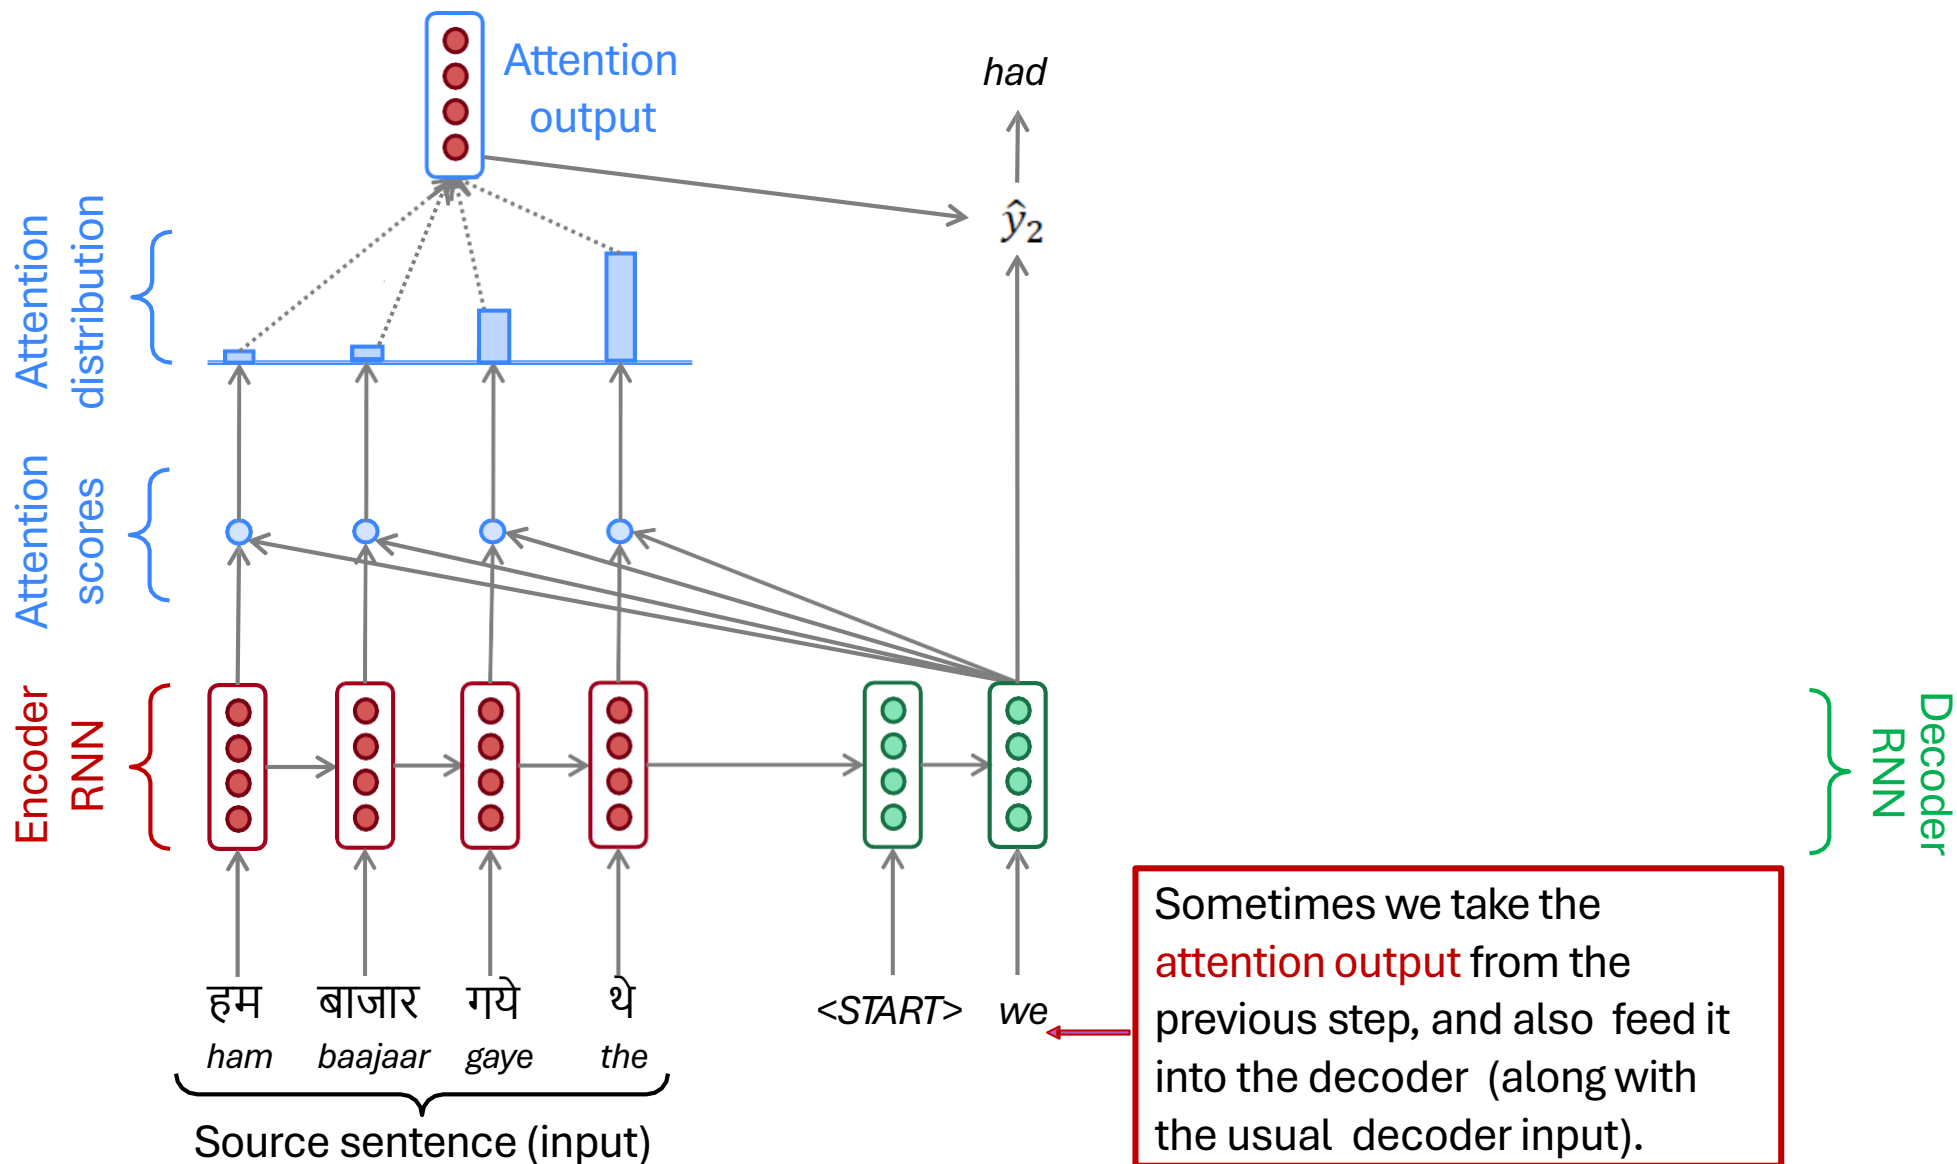 Attention
output
had
ŷ₂
Attention
distribution
Attention
scores
Encoder
RNN
Decoder
RNN
हम बाजार गये थे
ham baajaar gaye the
<START> we
Source sentence (input)
Sometimes we take the
attention output from the
previous step, and also feed it
into the decoder (along with
the usual decoder input).